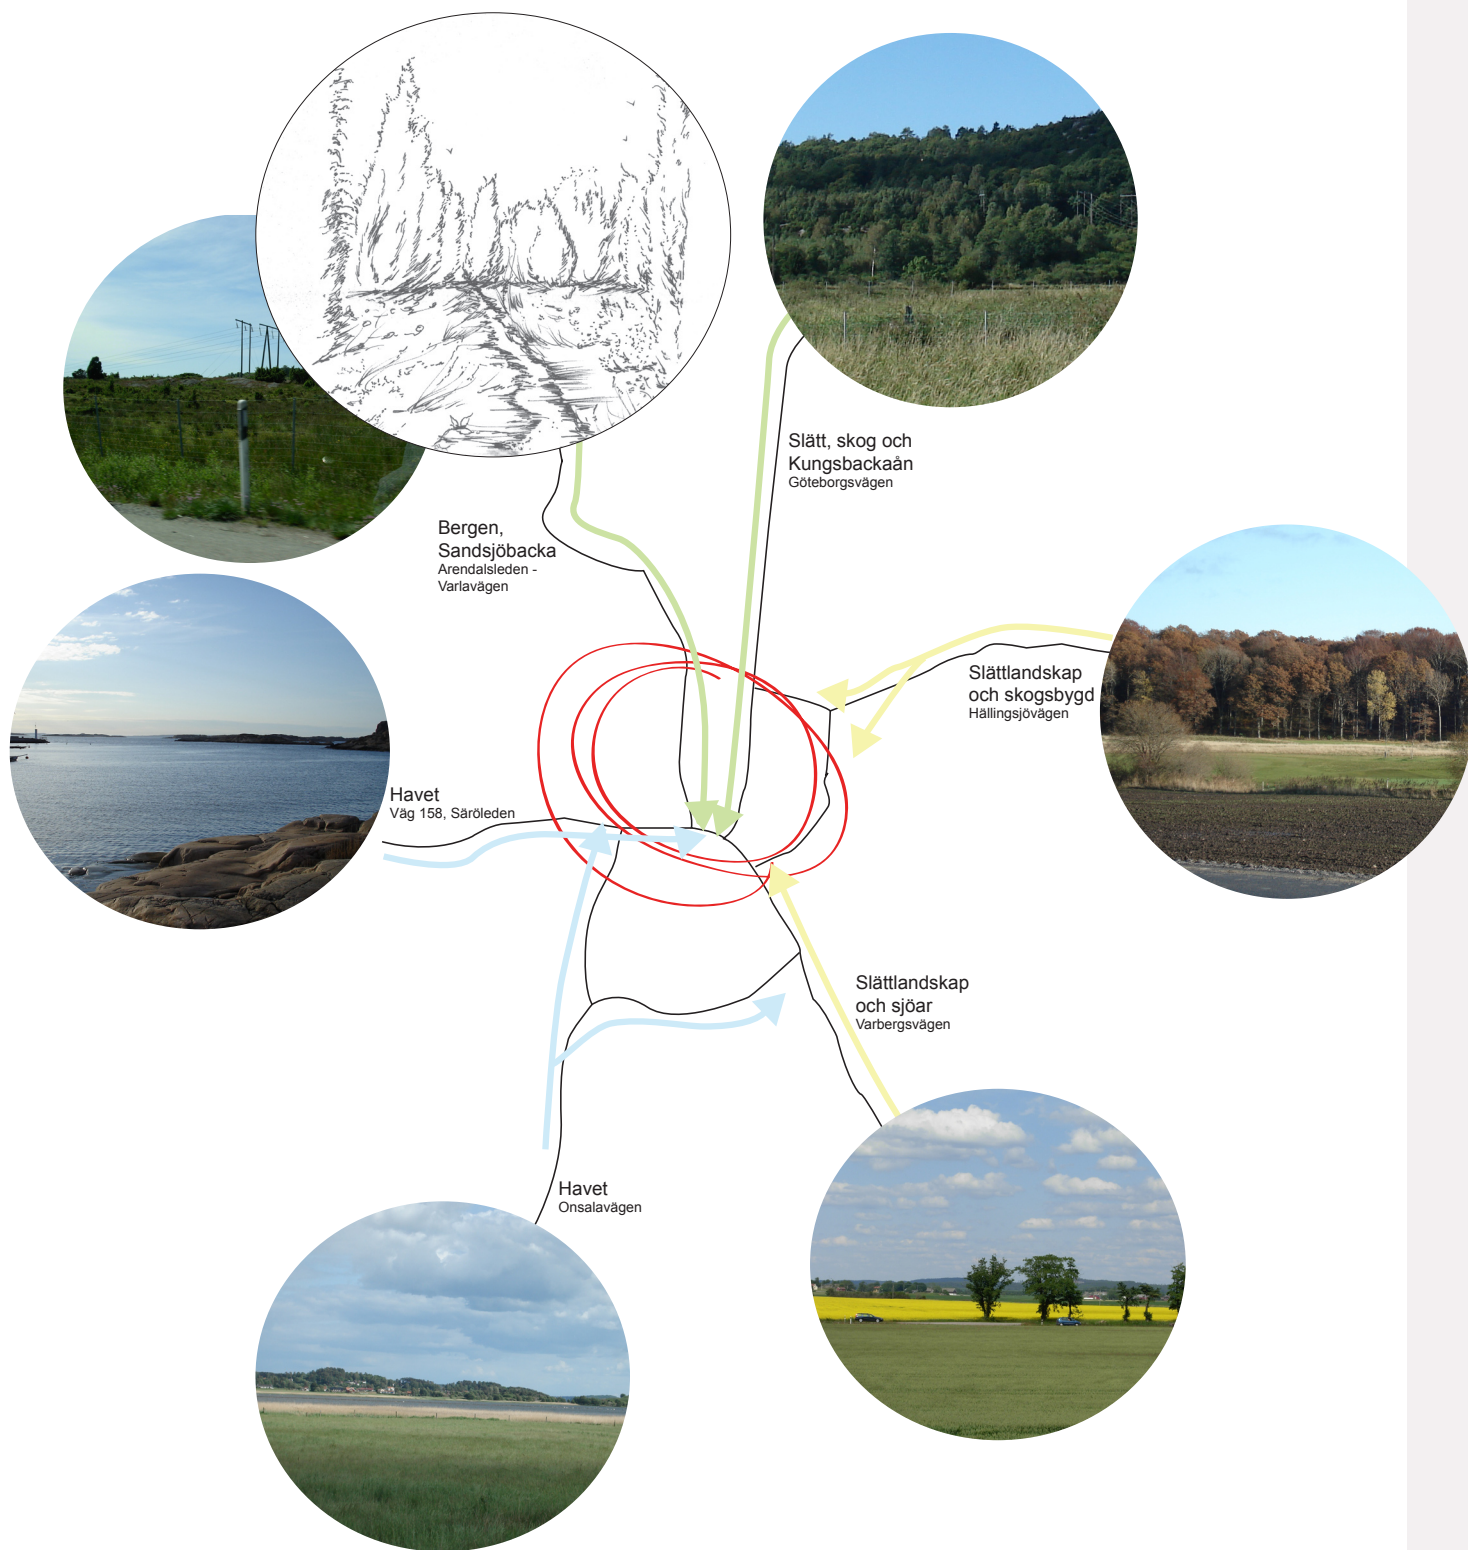 Slätt, skog och
Kungsbackaån
Göteborgsvägen
Bergen,
Sandsjöbacka
Arendalsleden -
Varlavägen
Slättlandskap
och skogsbygd
Hällingsjövägen
Havet
Väg 158, Säröleden
Slättlandskap
och sjöar
Varbergsvägen
Havet
Onsalavägen